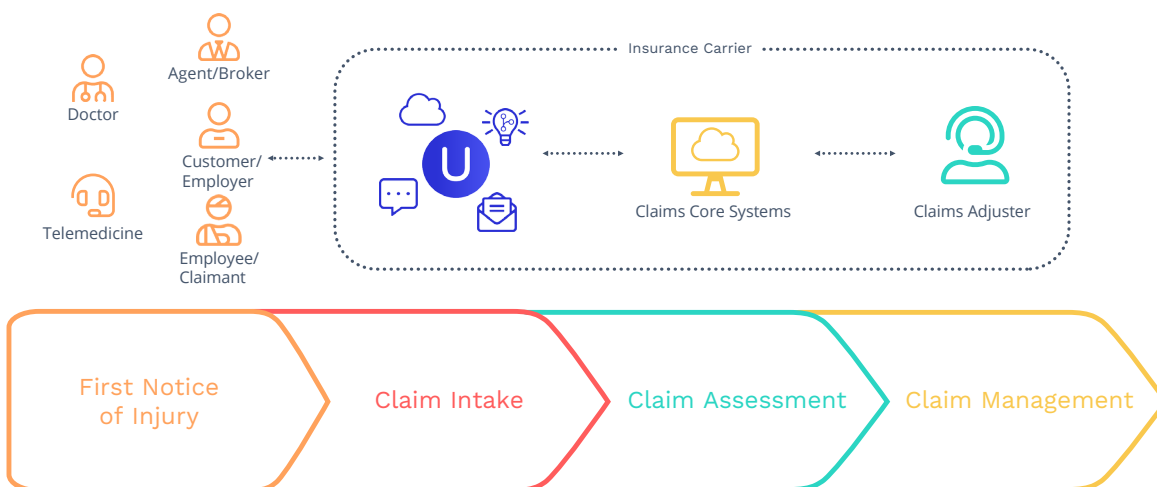 Insurance Carrier
Agent/Broker
Doctor
Customer/
Employer
Telemedicine
Employee/
Claimant
U
Claims Core Systems
Claims Adjuster
First Notice
of Injury
Claim Intake
Claim Assessment
Claim Management